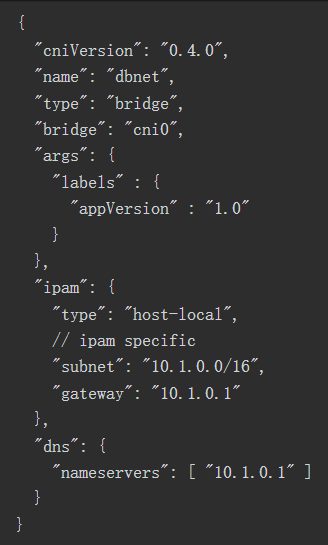 {
  "cniVersion": "0.4.0",
  "name": "dbnet",
  "type": "bridge",
  "bridge": "cni0",
  "args": {
    "labels" : {
      "appVersion" : "1.0"
    }
  },
  "ipam": {
    "type": "host-local",
    // ipam specific
    "subnet": "10.1.0.0/16",
    "gateway": "10.1.0.1"
  },
  "dns": {
    "nameservers": [ "10.1.0.1" ]
  }
}